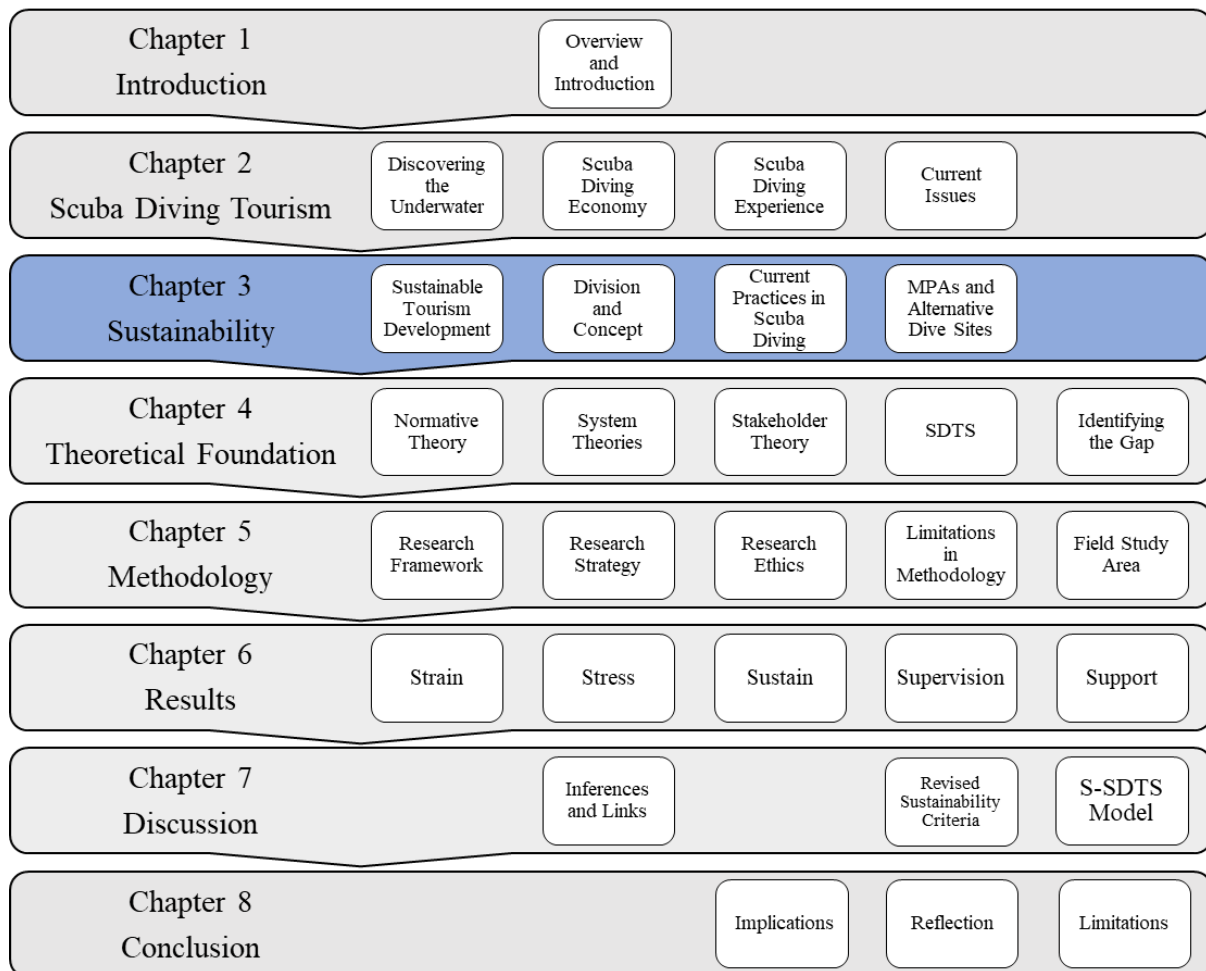 Chapter 1
Introduction
Overview
and
Introduction
Chapter 2
Scuba Diving Tourism
Discovering
the
Underwater
Scuba
Diving
Economy
Scuba
Diving
Experience
Current
Issues
Chapter 3
Sustainability
Sustainable
Tourism
Development
Division
and
Concept
Current
Practices in
Scuba
Diving
MPAs and
Alternative
Dive Sites
Chapter 4
Theoretical Foundation
Normative
Theory
System
Theories
Stakeholder
Theory
SDTS
Identifying
the Gap
Chapter 5
Methodology
Research
Framework
Research
Strategy
Research
Ethics
Limitations
in
Methodology
Field Study
Area
Chapter 6
Results
Strain
Stress
Sustain
Supervision
Support
Chapter 7
Discussion
Inferences
and Links
Revised
Sustainability
Criteria
S-SDTS
Model
Chapter 8
Conclusion
Implications
Reflection
Limitations